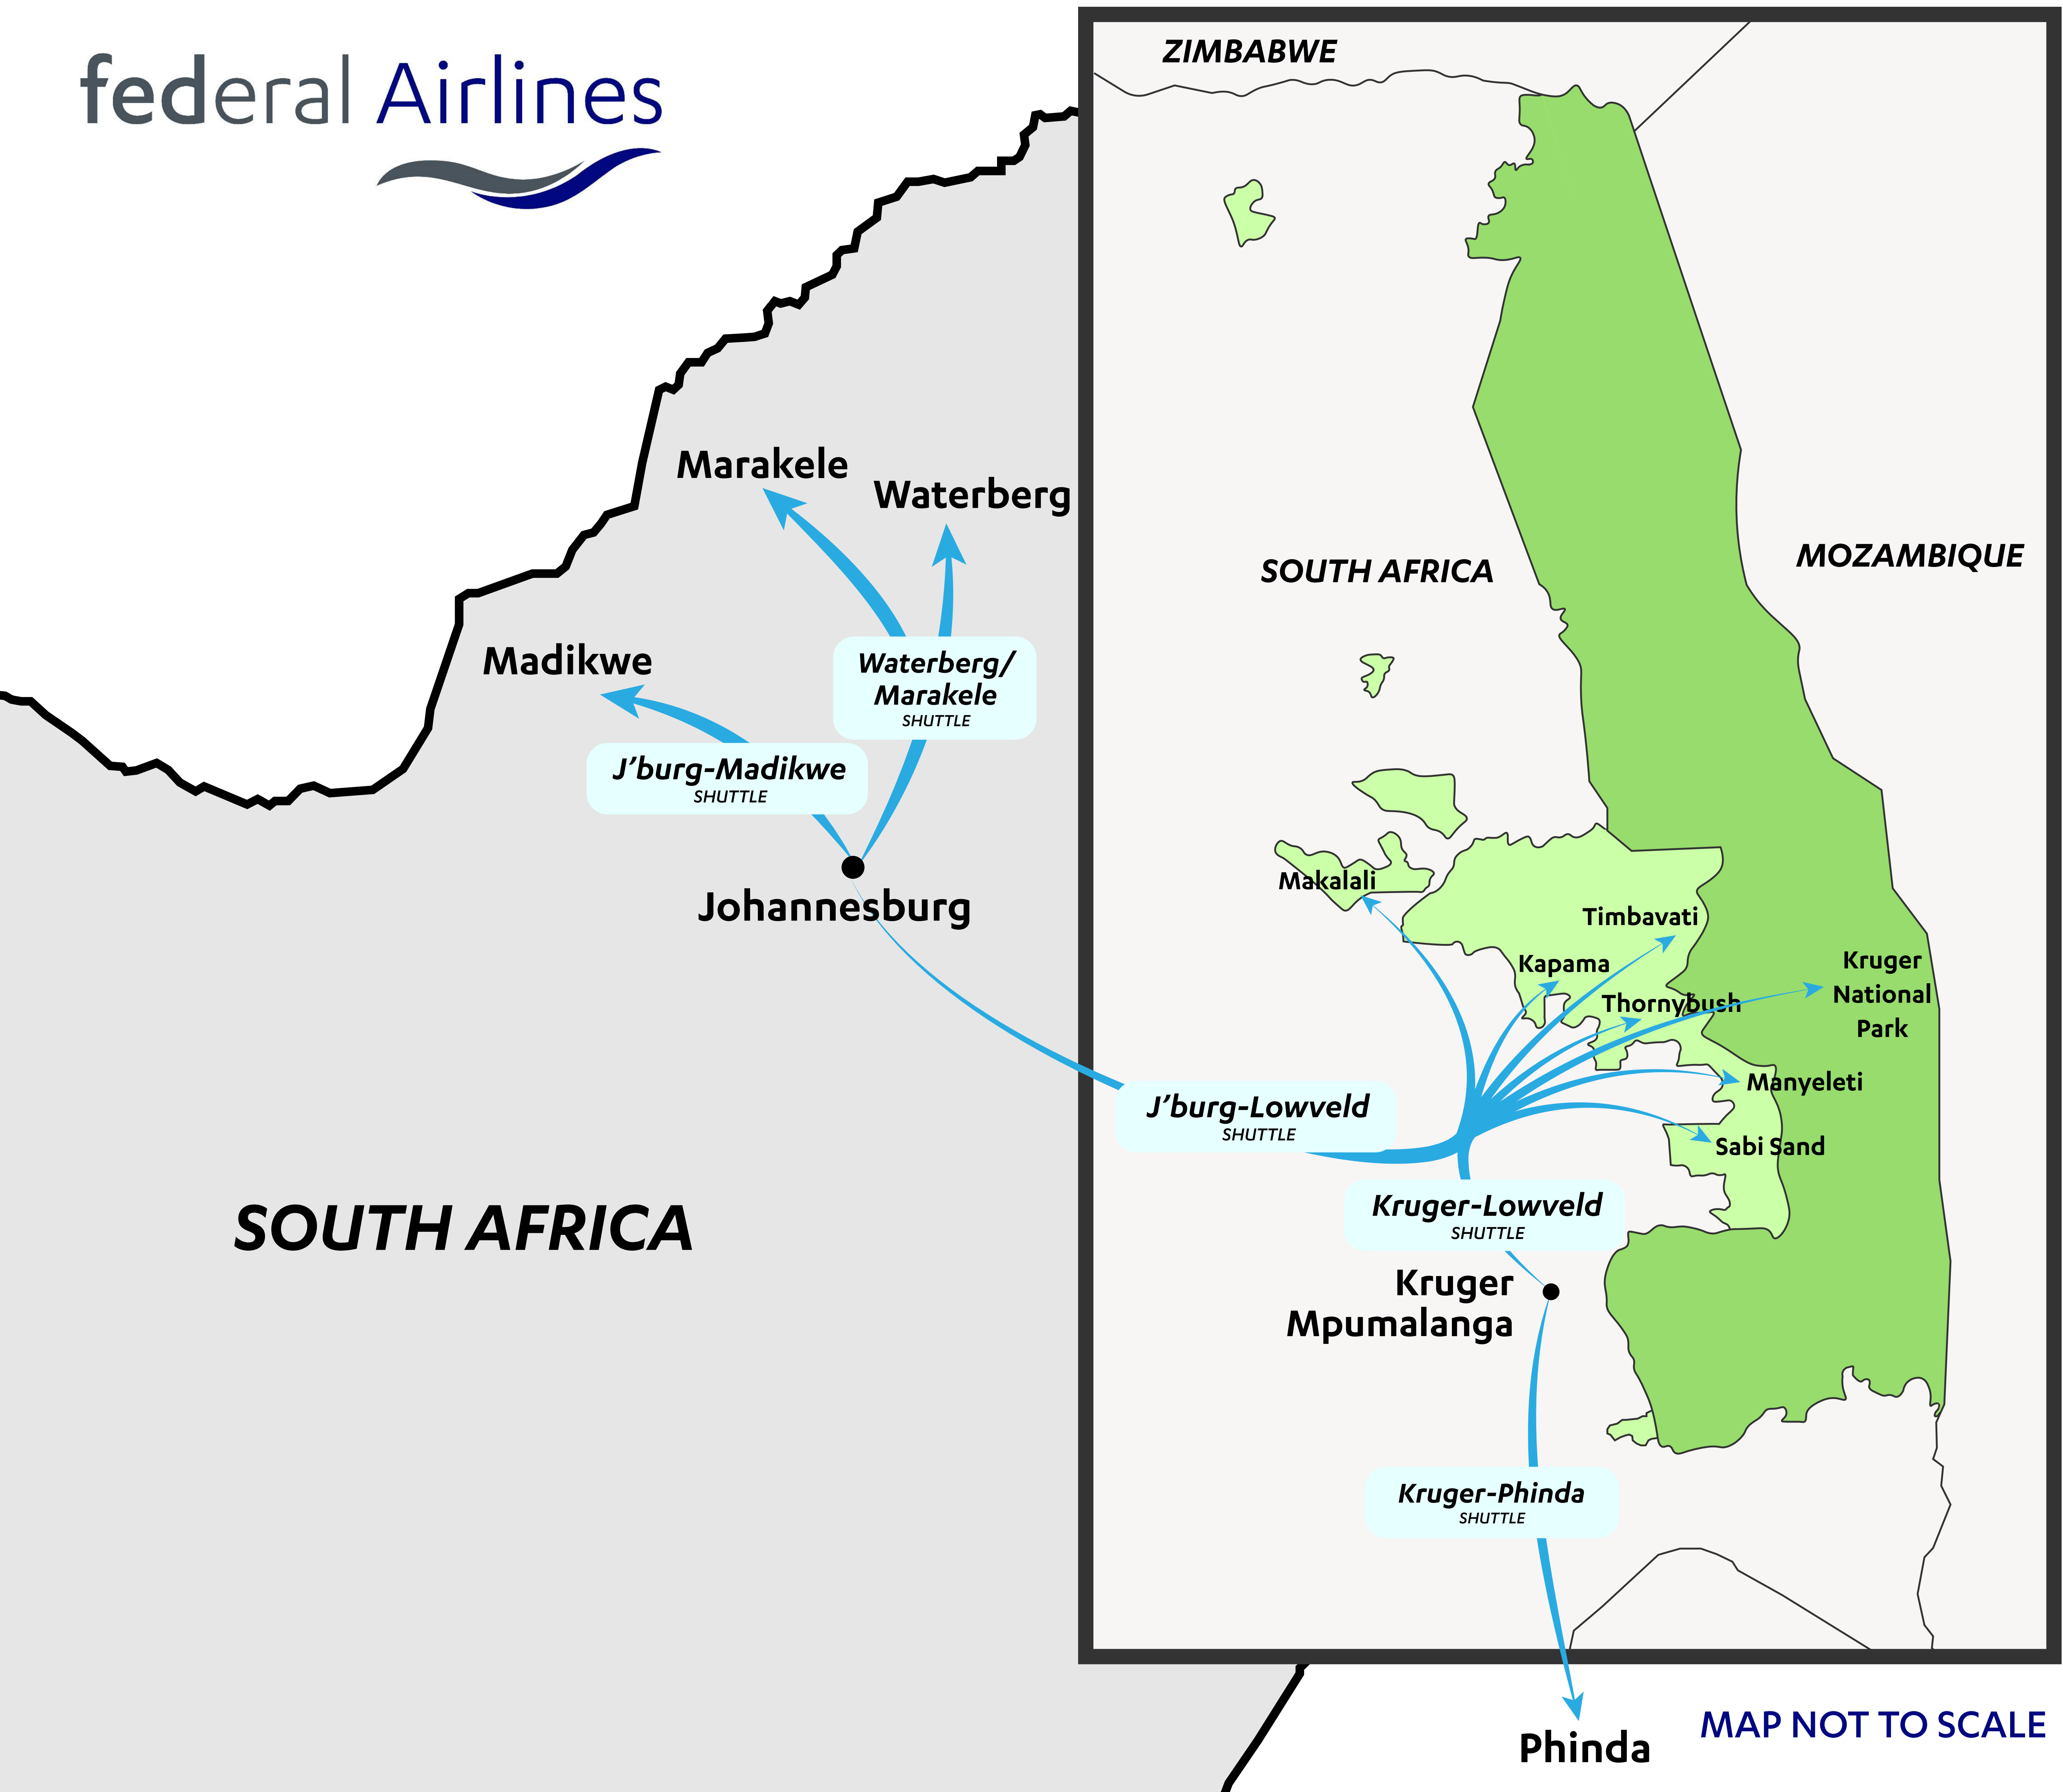 federal Airlines
ZIMBABWE
Marakele
Waterberg
SOUTH AFRICA
MOZAMBIQUE
Madikwe
Waterberg/
Marakele
SHUTTLE
J'burg-Madikwe
SHUTTLE
Johannesburg
Makalali
Timbavati
Kapama
Kruger
National
Park
Thornybush
Manyeleti
J'burg-Lowveld
SHUTTLE
Sabi Sand
SOUTH AFRICA
Kruger-Lowveld
SHUTTLE
Kruger
Mpumalanga
Kruger-Phinda
SHUTTLE
Phinda
MAP NOT TO SCALE